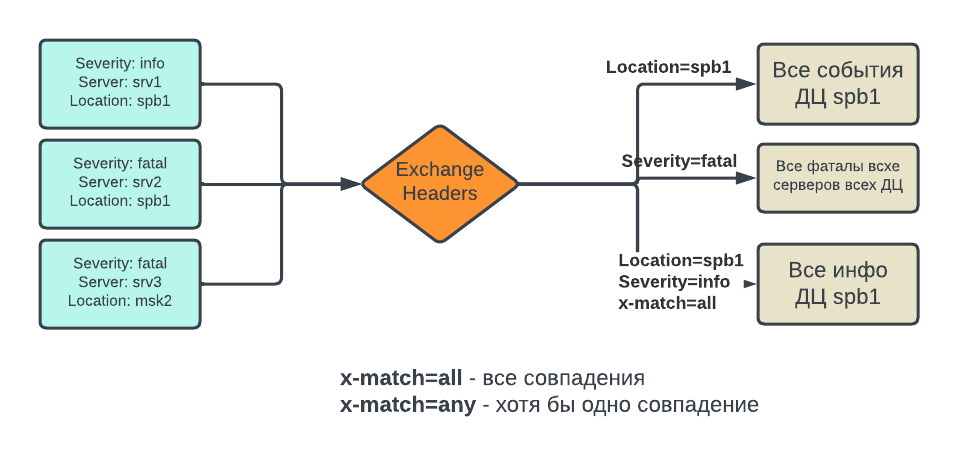 Severity: info
Server: srv1
Location: spb1
Severity: fatal
Server: srv2
Location: spb1
Severity: fatal
Server: srv3
Location: msk2
Exchange
Headers
Location=spb1
Severity=fatal
Location=spb1
Severity=info
x-match=all
Все события
ДЦ spb1
Все фаталы всхе
серверов всех ДЦ
Все инфо
ДЦ spb1
x-match=all - все совпадения
x-match=any - хотя бы одно совпадение